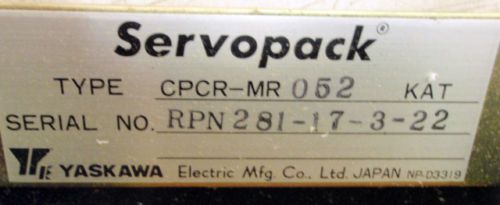 Servopack®
TYPE CPCR-MR 052 KAT
SERIAL NO. RPN 281-17-3-22
YE YASKAWA Electric Mfg. Co., Ltd. JAPAN NP-D3319